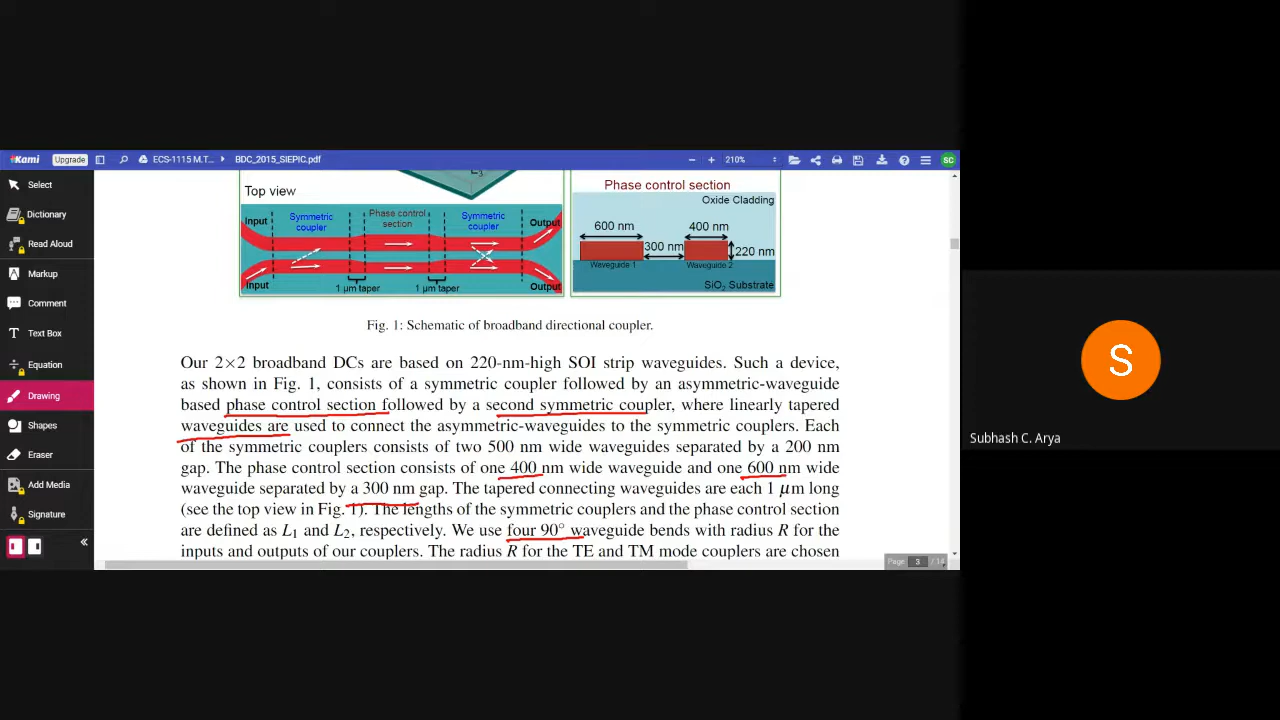 Kami Upgrade ECS-1115 M.T... BDC_2015_SIEPIC.pdf 210% SC
Select
Dictionary
Read Aloud
Markup
Comment
Text Box
Equation
Drawing
Shapes
Eraser
Add Media
Signature
Top view
Input
Symmetric
coupler
Phase control
section
Symmetric
coupler
Output
Input
1 μm taper
1 μm taper
Output
Phase control section
Oxide Cladding
600 nm
400 nm
300 nm
220 nm
Waveguide 1
Waveguide 2
SiO2 Substrate
Fig. 1: Schematic of broadband directional coupler.
Our 2×2 broadband DCs are based on 220-nm-high SOI strip waveguides. Such a device,
as shown in Fig. 1, consists of a symmetric coupler followed by an asymmetric-waveguide
based phase control section followed by a second symmetric coupler, where linearly tapered
waveguides are used to connect the asymmetric-waveguides to the symmetric couplers. Each
of the symmetric couplers consists of two 500 nm wide waveguides separated by a 200 nm
gap. The phase control section consists of one 400 nm wide waveguide and one 600 nm wide
waveguide separated by a 300 nm gap. The tapered connecting waveguides are each 1 μm long
(see the top view in Fig. 1). The lengths of the symmetric couplers and the phase control section
are defined as L1 and L2, respectively. We use four 90° waveguide bends with radius R for the
inputs and outputs of our couplers. The radius R for the TE and TM mode couplers are chosen
Page 3 / 14
S
Subhash C. Arya